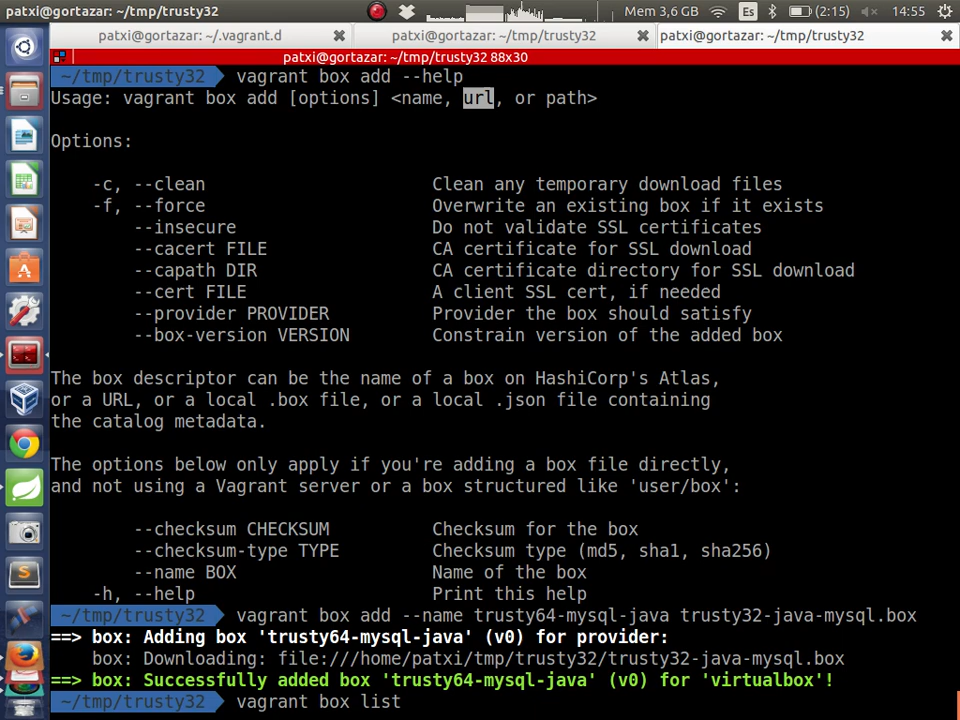 patxi@gortazar: ~/tmp/trusty32
Mem 3,6 GB
Es
(2:15)
14:55
patxi@gortazar: ~/.vagrant.d
patxi@gortazar: ~/tmp/trusty32
patxi@gortazar: ~/tmp/trusty32
patxi@gortazar: ~/tmp/trusty32 88x30
~/tmp/trusty32 vagrant box add --help
Usage: vagrant box add [options] <name, url, or path>
Options:
-c, --clean Clean any temporary download files
-f, --force Overwrite an existing box if it exists
--insecure Do not validate SSL certificates
--cacert FILE CA certificate for SSL download
--capath DIR CA certificate directory for SSL download
--cert FILE A client SSL cert, if needed
--provider PROVIDER Provider the box should satisfy
--box-version VERSION Constrain version of the added box
The box descriptor can be the name of a box on HashiCorp's Atlas,
or a URL, or a local .box file, or a local .json file containing
the catalog metadata.
The options below only apply if you're adding a box file directly,
and not using a Vagrant server or a box structured like 'user/box':
--checksum CHECKSUM Checksum for the box
--checksum-type TYPE Checksum type (md5, sha1, sha256)
--name BOX Name of the box
-h, --help Print this help
~/tmp/trusty32 vagrant box add --name trusty64-mysql-java trusty32-java-mysql.box
==> box: Adding box 'trusty64-mysql-java' (v0) for provider:
box: Downloading: file:///home/patxi/tmp/trusty32/trusty32-java-mysql.box
==> box: Successfully added box 'trusty64-mysql-java' (v0) for 'virtualbox'!
~/tmp/trusty32 vagrant box list